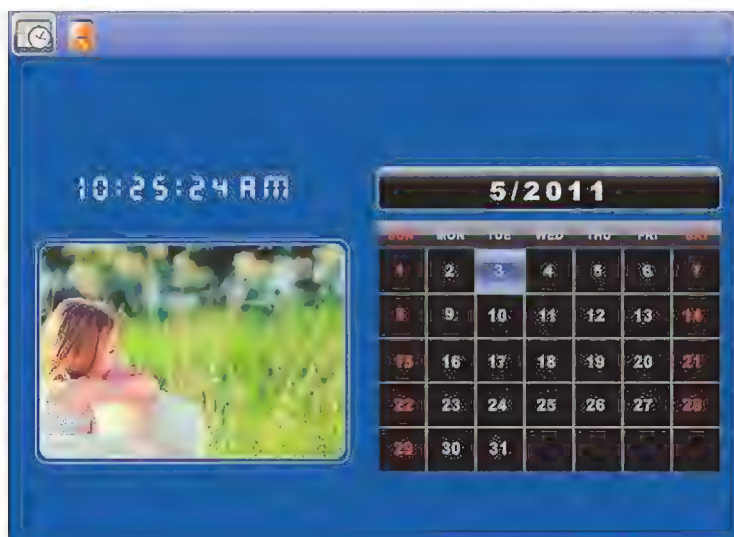 10:25:24 AM
5/2011
SUN MON TUE WED THU FRI SAT
1 2 3 4 5 6 7
8 9 10 11 12 13 14
15 16 17 18 19 20 21
22 23 24 25 26 27 28
29 30 31